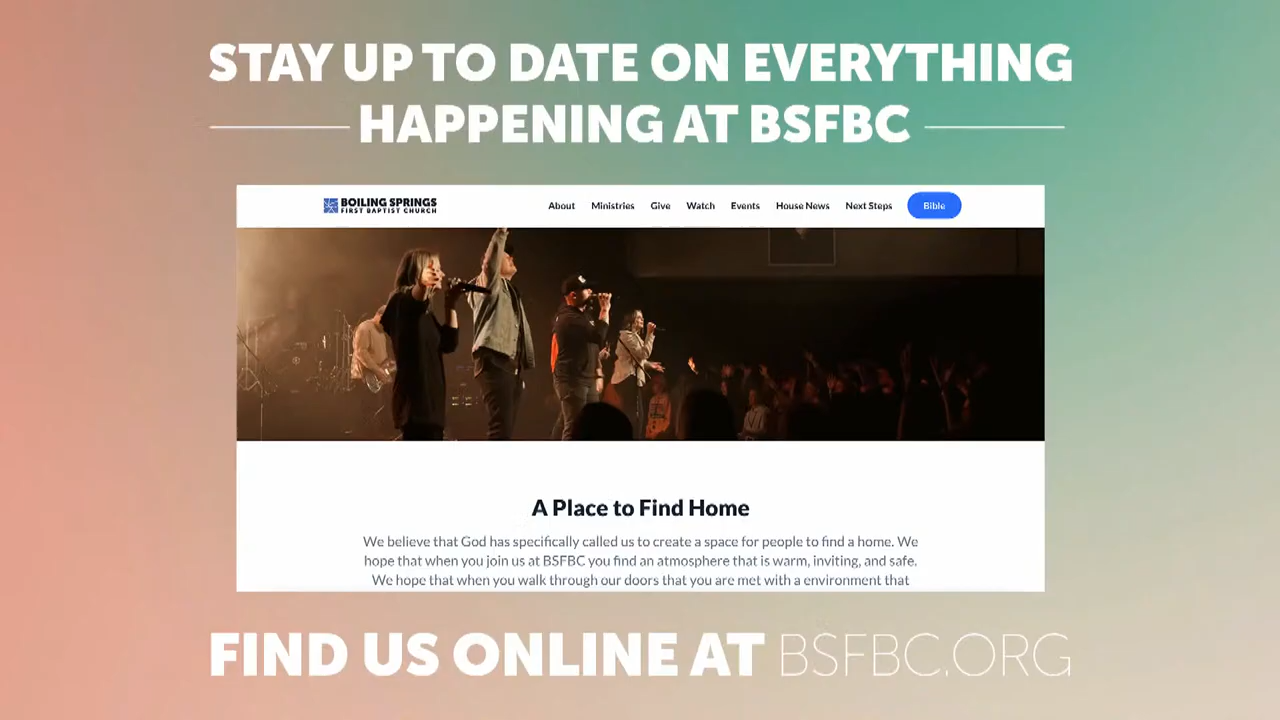 STAY UP TO DATE ON EVERYTHING
HAPPENING AT BSFBC
BOILING SPRINGS
FIRST BAPTIST CHURCH
About Ministries Give Watch Events House News Next Steps Bible
A Place to Find Home
We believe that God has specifically called us to create a space for people to find a home. We
hope that when you join us at BSFBC you find an atmosphere that is warm, inviting, and safe.
We hope that when you walk through our doors that you are met with a environment that
FIND US ONLINE AT BSFBC.ORG